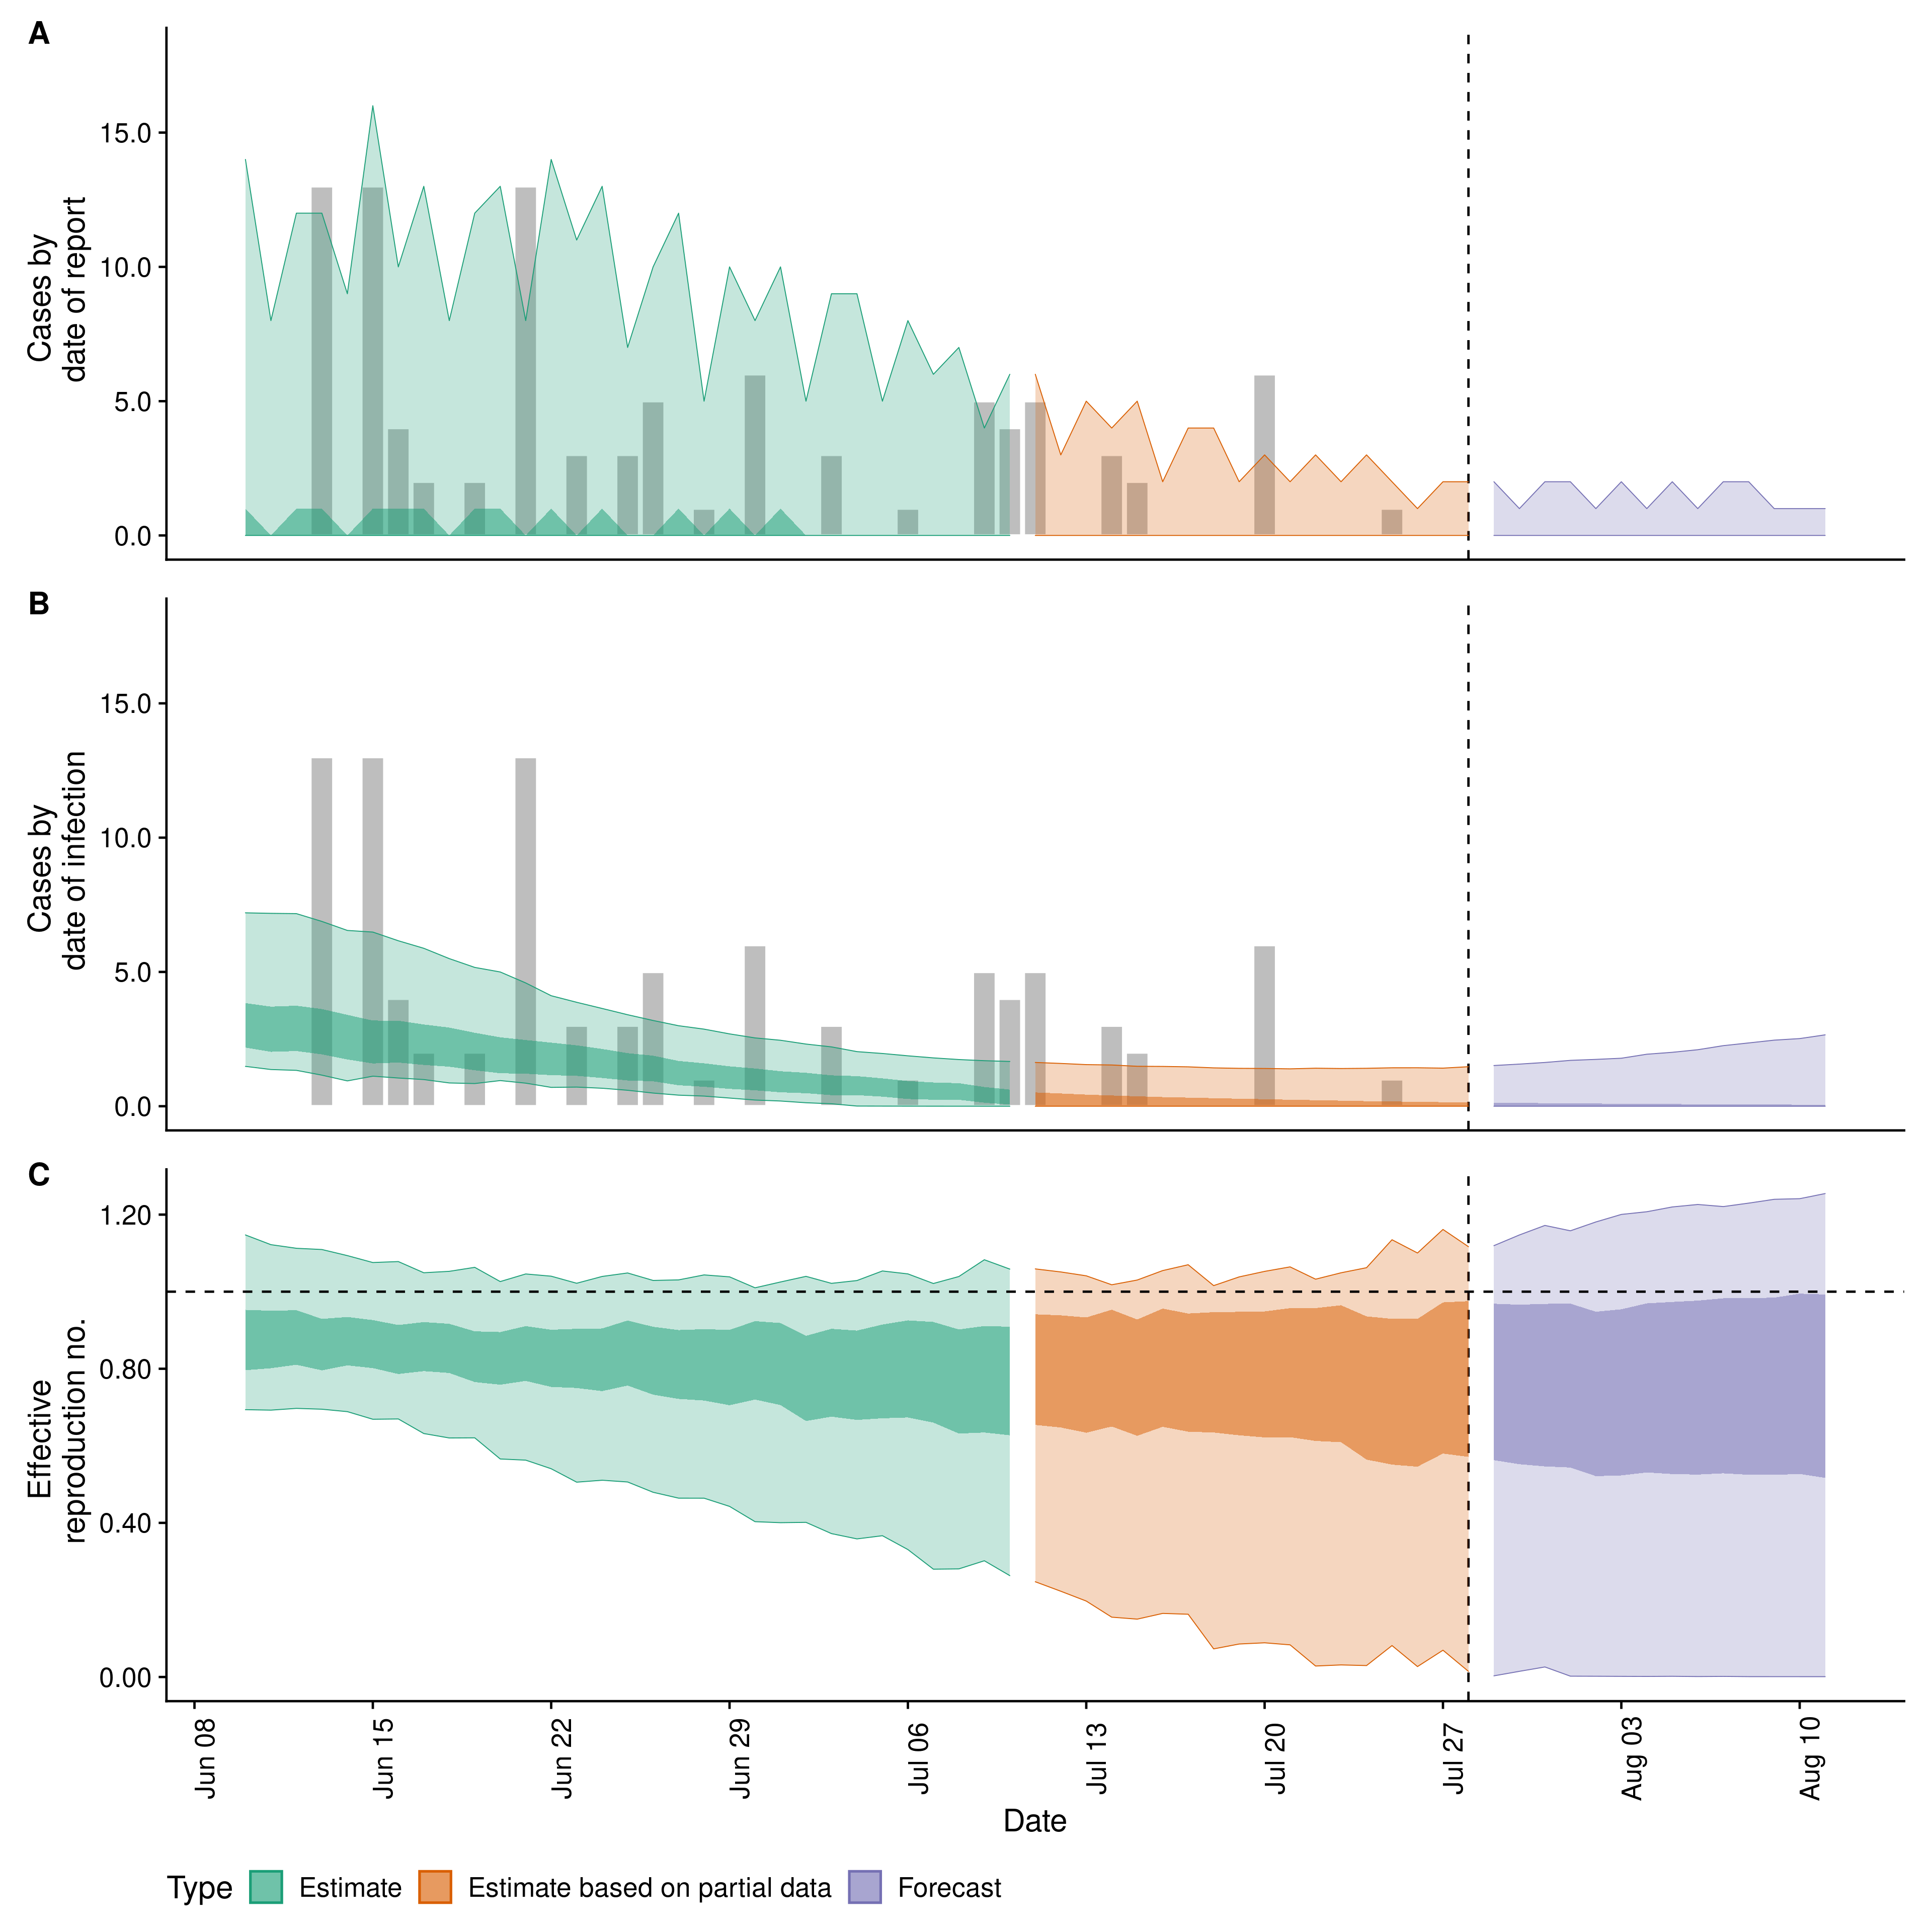 A
Cases by
date of report
15.0
10.0
5.0
0.0
B
Cases by
date of infection
15.0
10.0
5.0
0.0
C
Effective
reproduction no.
1.20
0.80
0.40
0.00
Jun 08
Jun 15
Jun 22
Jun 29
Jul 06
Jul 13
Jul 20
Jul 27
Aug 03
Aug 10
Date
Type Estimate Estimate based on partial data Forecast